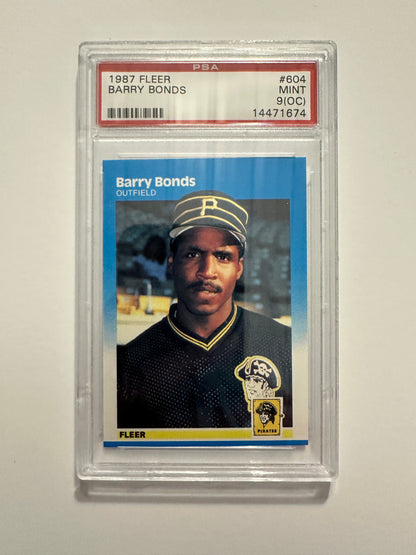 PSA
1987 FLEER #604
BARRY BONDS MINT
9(OC)
14471674
Barry Bonds
OUTFIELD
P
PIRATES
FLEER